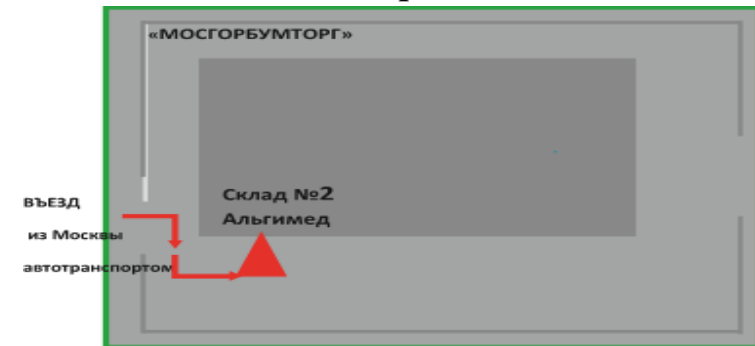 «МОСГОРБУМТОРГ»
Склад №2
Альгимед
ВЪЕЗД
из Москвы
автотранспортом